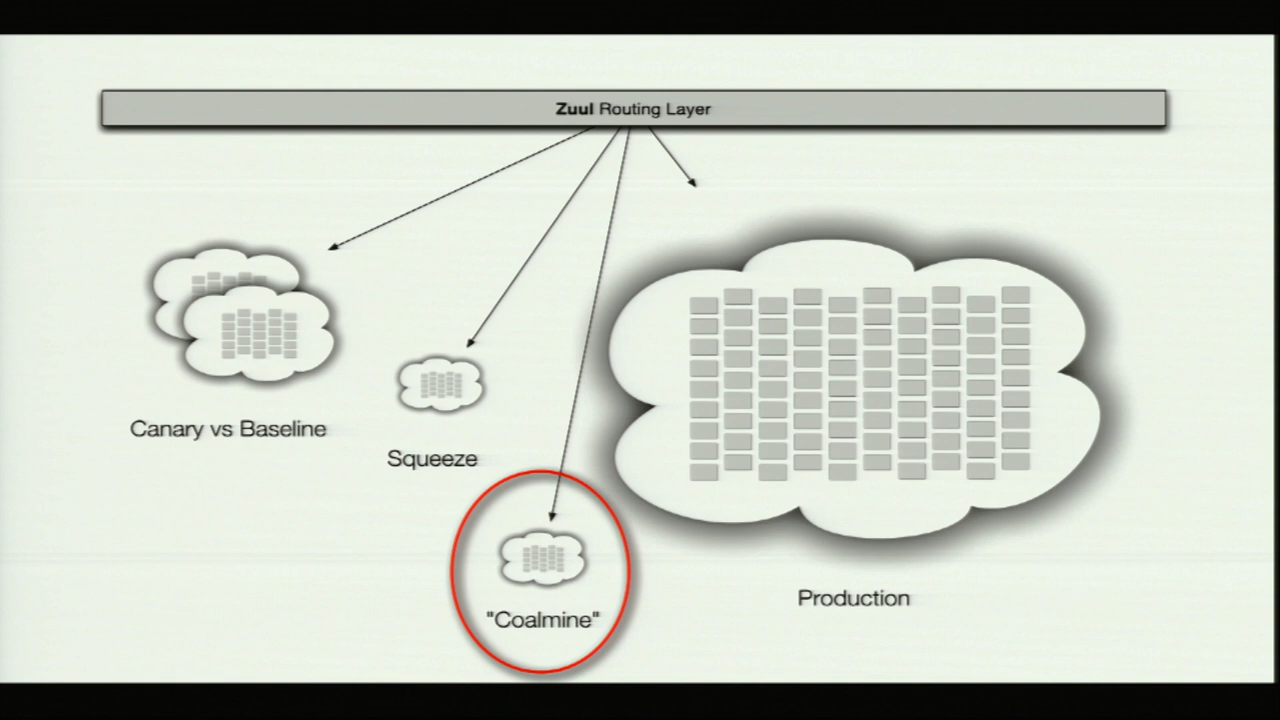 Zuul Routing Layer
Canary vs Baseline
Squeeze
"Coalmine"
Production